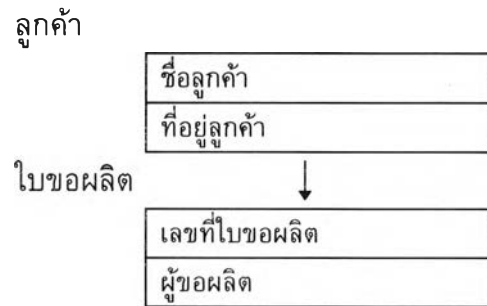 ลูกค้า
ชื่อลูกค้า
ที่อยู่ลูกค้า
ใบขอผลิต
เลขที่ใบขอผลิต
ผู้ขอผลิต